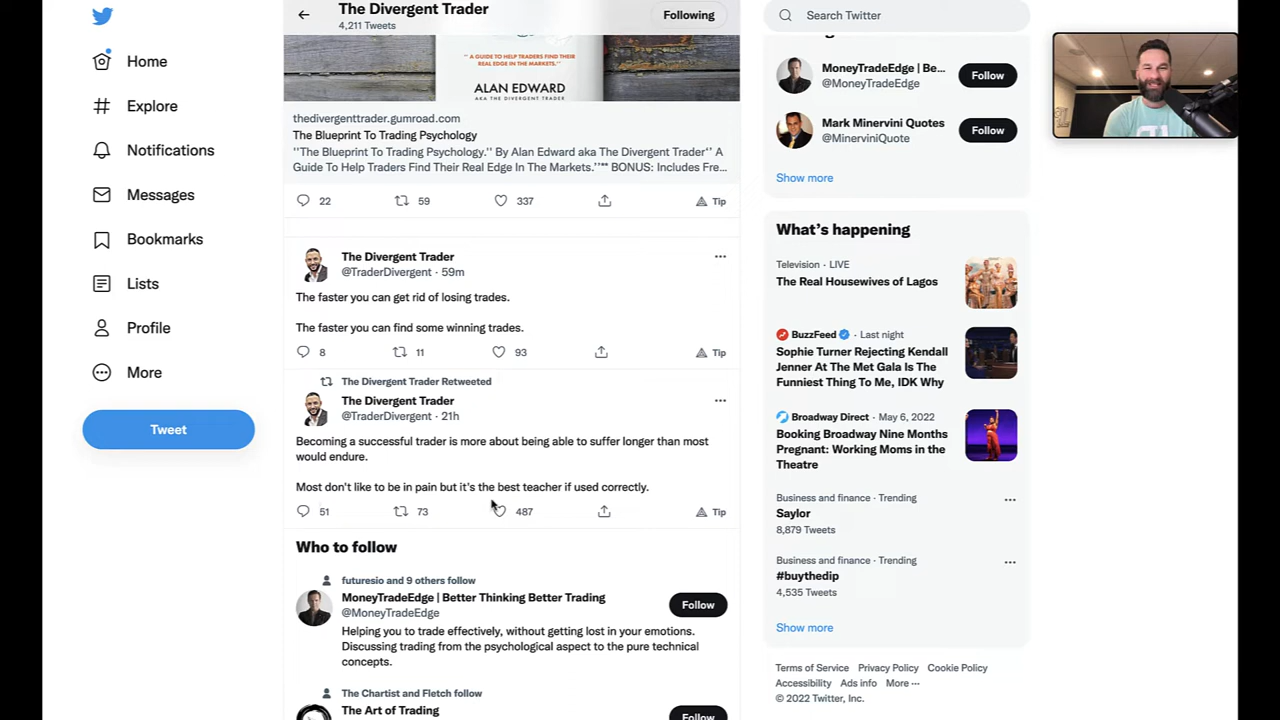 The Divergent Trader
4,211 Tweets
Following
Search Twitter
Home
Explore
Notifications
Messages
Bookmarks
Lists
Profile
More
Tweet
" A GUIDE TO HELP TRADERS FIND THEIR
REAL EDGE IN THE MARKETS."
ALAN EDWARD
AKA THE DIVERGENT TRADER
thedivergenttrader.gumroad.com
The Blueprint To Trading Psychology
''The Blueprint To Trading Psychology.'' By Alan Edward aka The Divergent Trader'' A
Guide To Help Traders Find Their Real Edge In The Markets.''** BONUS: Includes Fre...
22 59 337 Tip
The Divergent Trader
@TraderDivergent · 59m
The faster you can get rid of losing trades.
The faster you can find some winning trades.
8 11 93 Tip
The Divergent Trader Retweeted
The Divergent Trader
@TraderDivergent · 21h
Becoming a successful trader is more about being able to suffer longer than most
would endure.
Most don't like to be in pain but it's the best teacher if used correctly.
51 73 487 Tip
Who to follow
futuresio and 9 others follow
MoneyTradeEdge | Better Thinking Better Trading
@MoneyTradeEdge
Follow
Helping you to trade effectively, without getting lost in your emotions.
Discussing trading from the psychological aspect to the pure technical
concepts.
The Chartist and Fletch follow
The Art of Trading
Follow
MoneyTradeEdge | Be...
@MoneyTradeEdge
Follow
Mark Minervini Quotes
@MinerviniQuote
Follow
Show more
What's happening
Television · LIVE
The Real Housewives of Lagos
BuzzFeed · Last night
Sophie Turner Rejecting Kendall
Jenner At The Met Gala Is The
Funniest Thing To Me, IDK Why
Broadway Direct · May 6, 2022
Booking Broadway Nine Months
Pregnant: Working Moms in the
Theatre
Business and finance · Trending
Saylor
8,879 Tweets
Business and finance · Trending
#buythedip
4,535 Tweets
Show more
Terms of Service Privacy Policy Cookie Policy
Accessibility Ads info More ···
© 2022 Twitter, Inc.